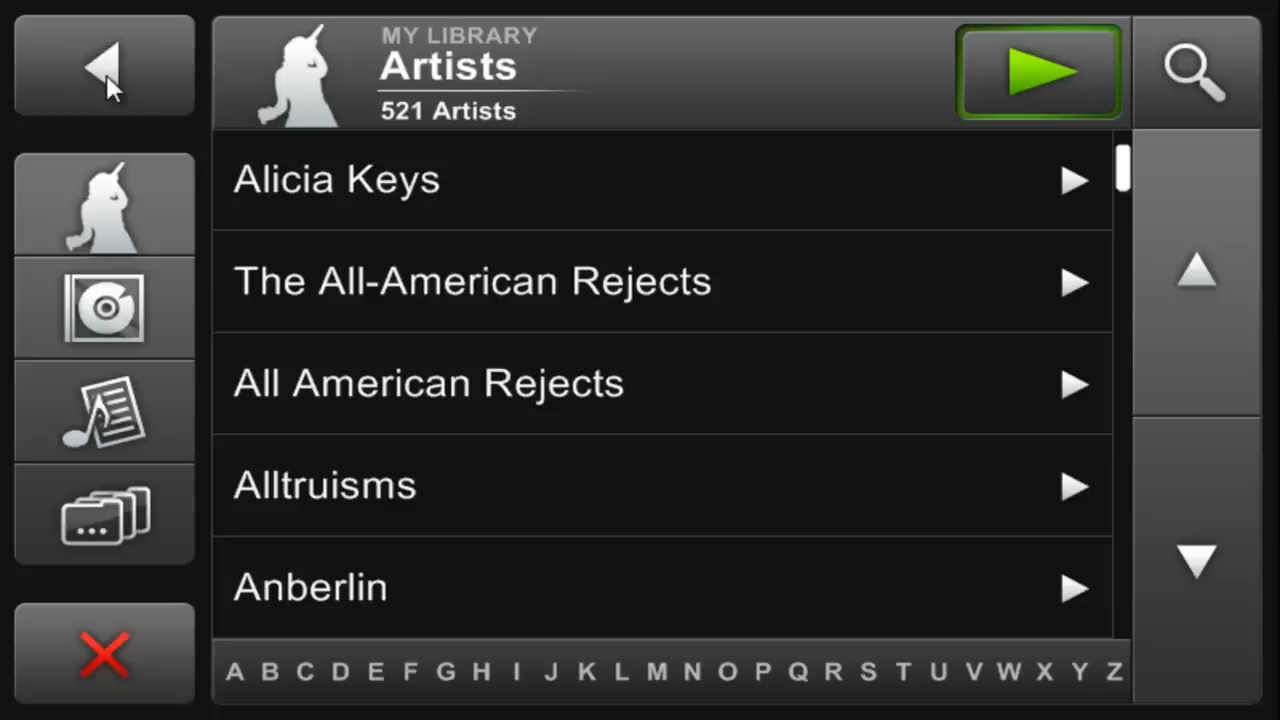 MY LIBRARY
Artists
521 Artists
Alicia Keys
The All-American Rejects
All American Rejects
Alltruisms
Anberlin
A B C D E F G H I J K L M N O P Q R S T U V W X Y Z